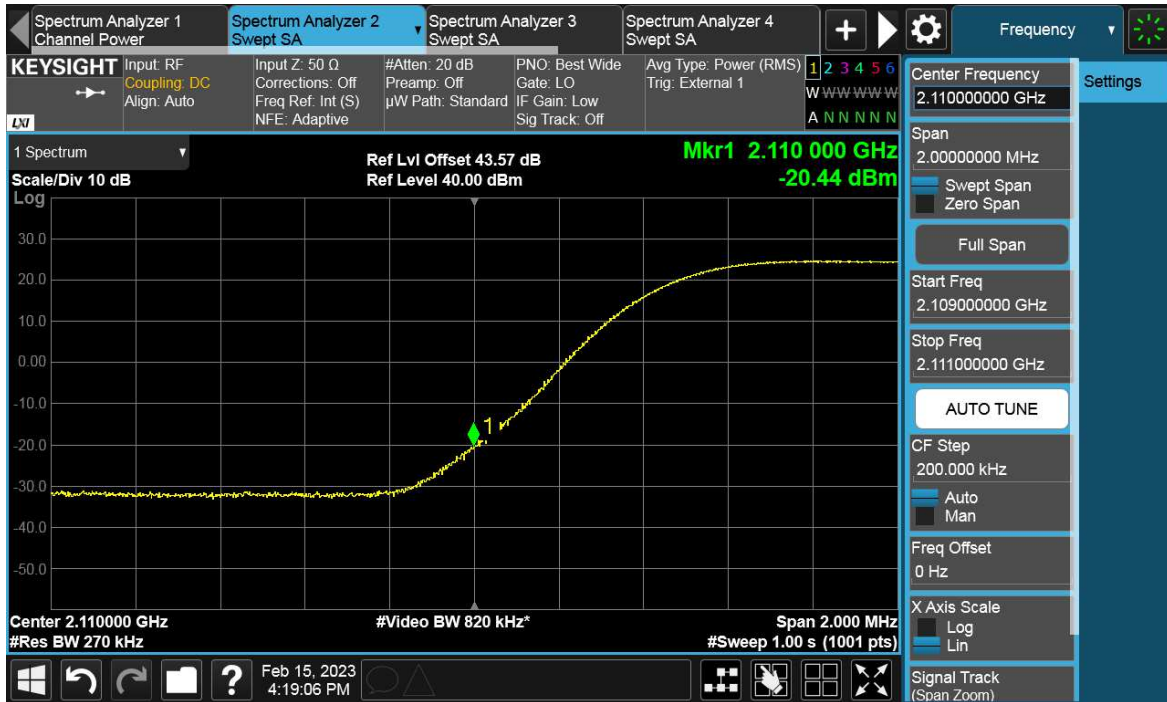 Spectrum Analyzer 1
Channel Power
Spectrum Analyzer 2
Swept SA
Spectrum Analyzer 3
Swept SA
Spectrum Analyzer 4
Swept SA
+
Frequency
KEYSIGHT
LXI
Input: RF
Coupling: DC
Align: Auto
Input Z: 50 Ω
Corrections: Off
Freq Ref: Int (S)
NFE: Adaptive
#Atten: 20 dB
Preamp: Off
µW Path: Standard
PNO: Best Wide
Gate: LO
IF Gain: Low
Sig Track: Off
Avg Type: Power (RMS)
Trig: External 1
1 2 3 4 5 6
W W W W W W
A N N N N N
1 Spectrum
Scale/Div 10 dB
Log
Ref Lvl Offset 43.57 dB
Ref Level 40.00 dBm
Mkr1 2.110 000 GHz
-20.44 dBm
30.0
20.0
10.0
0.00
-10.0
-20.0
-30.0
-40.0
-50.0
1
Center 2.110000 GHz
#Res BW 270 kHz
#Video BW 820 kHz*
Span 2.000 MHz
#Sweep 1.00 s (1001 pts)
?
Feb 15, 2023
4:19:06 PM
Center Frequency
2.110000000 GHz
Span
2.00000000 MHz
Swept Span
Zero Span
Full Span
Start Freq
2.109000000 GHz
Stop Freq
2.111000000 GHz
AUTO TUNE
CF Step
200.000 kHz
Auto
Man
Freq Offset
0 Hz
X Axis Scale
Log
Lin
Signal Track
(Span Zoom)
Settings